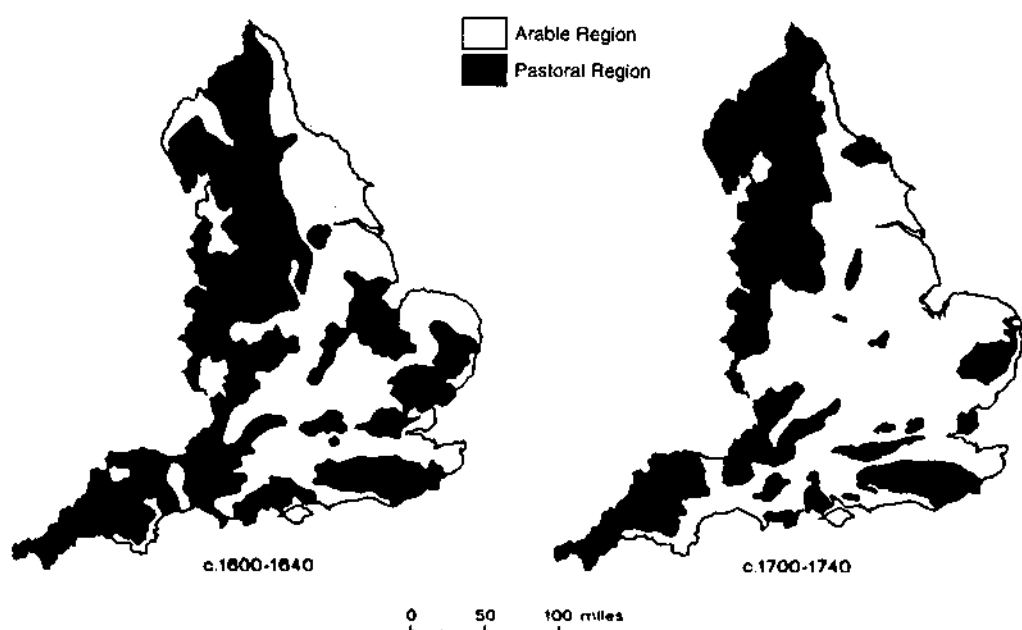 Arable Region
Pastoral Region
c.1600-1640
c.1700-1740
0 50 100 miles